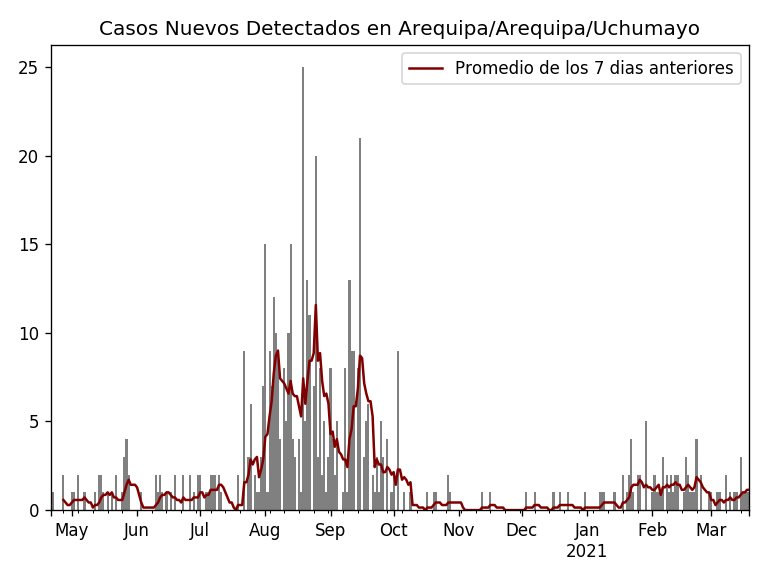 Casos Nuevos Detectados en Arequipa/Arequipa/Uchumayo
Promedio de los 7 dias anteriores
25
20
15
10
5
0
May Jun Jul Aug Sep Oct Nov Dec Jan Feb Mar
2021